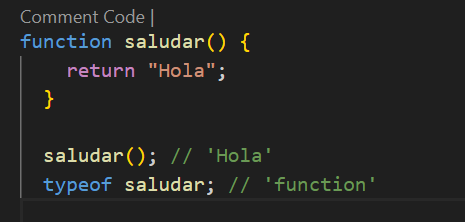 Comment Code |
function saludar() {
    return "Hola";
  }

  saludar(); // 'Hola'
  typeof saludar; // 'function'